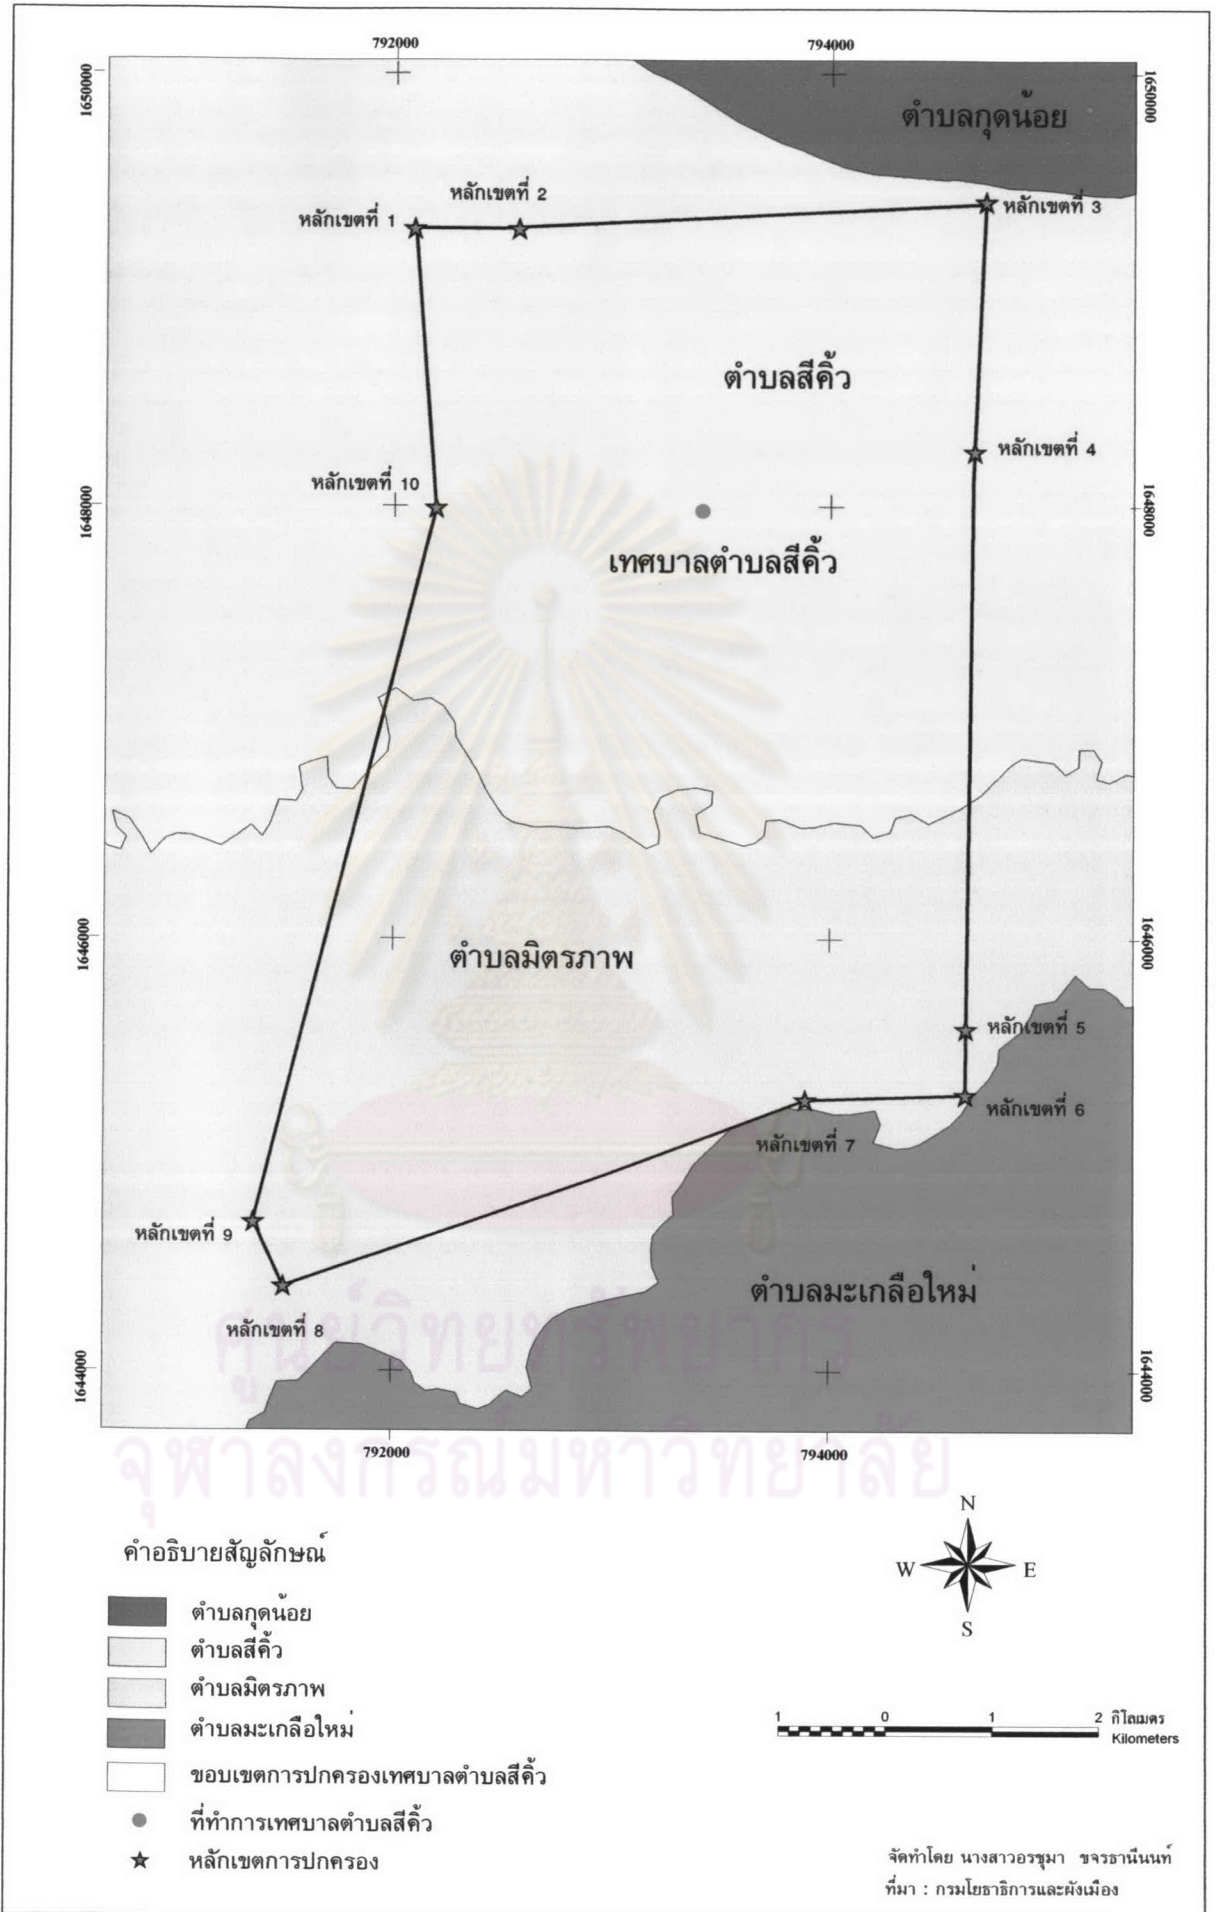 792000
794000
1650000
1650000
ตำบลกุดน้อย
หลักเขตที่ 2
หลักเขตที่ 1
หลักเขตที่ 3
ตำบลสีคิ้ว
หลักเขตที่ 4
หลักเขตที่ 10
1648000
1648000
เทศบาลตำบลสีคิ้ว
1646000
1646000
ตำบลมิตรภาพ
หลักเขตที่ 5
หลักเขตที่ 6
หลักเขตที่ 7
หลักเขตที่ 9
ตำบลมะเกลือใหม่
หลักเขตที่ 8
ศูนย์วิทยทรัพยากร
1644000
1644000
792000
794000
จุฬาลงกรณ์มหาวิทยาลัย
คำอธิบายสัญลักษณ์
N
W E
S
ตำบลกุดน้อย
ตำบลสีคิ้ว
ตำบลมิตรภาพ
ตำบลมะเกลือใหม่
ขอบเขตการปกครองเทศบาลตำบลสีคิ้ว
ที่ทำการเทศบาลตำบลสีคิ้ว
หลักเขตการปกครอง
1 0 1 2 กิโลเมตร
Kilometers
จัดทำโดย นางสาวอรชุมา ขจรธานีนนท์
ที่มา : กรมโยธาธิการและผังเมือง